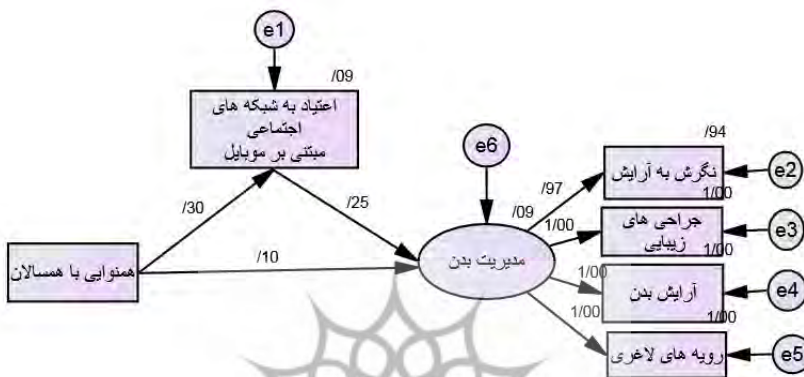 e1
/09
اعتیاد به شبکه های
اجتماعی
مبتنی بر موبایل
e6
/94
نگرش به آرایش
e2
/97
1/00
/30
/25
/09
1/00
جراحی های
زیبایی
e3
1/00
همنوایی با همسالان
/10
مدیریت بدن
1/00
آرایش بدن
e4
1/00
1/00
رویه های لاغری
e5